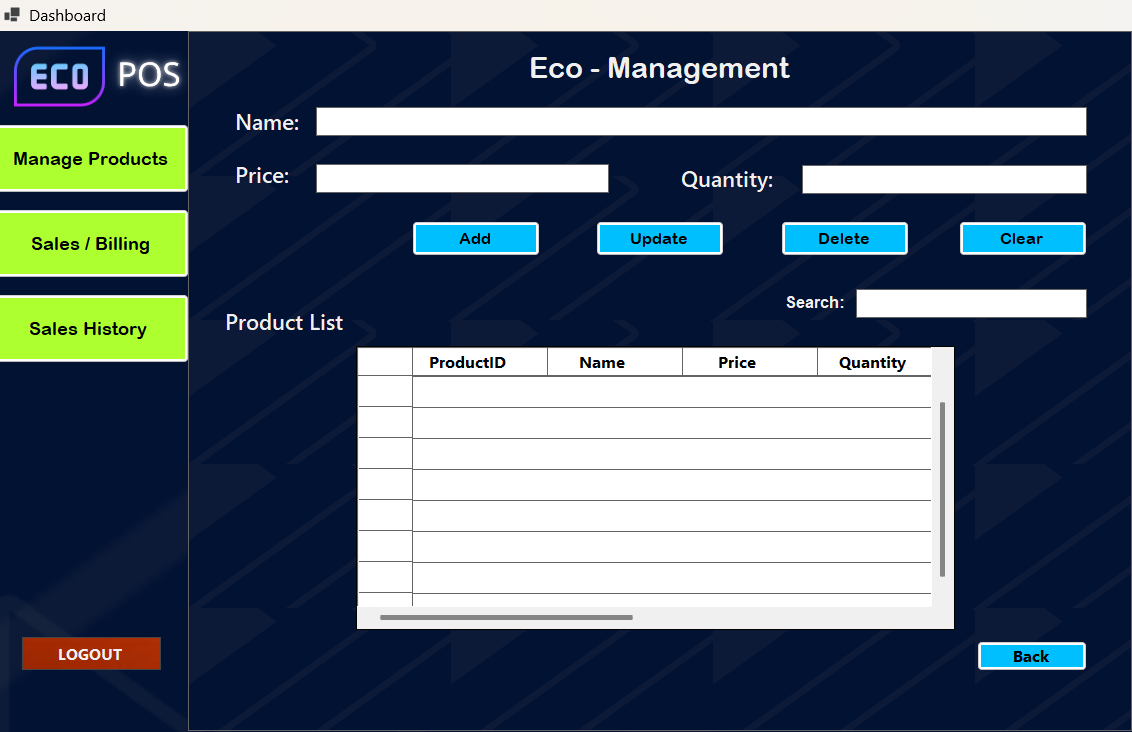 Dashboard
ECO POS
Eco - Management
Name:
Manage Products
Price:
Quantity:
Sales / Billing
Add
Update
Delete
Clear
Search:
Sales History
Product List
ProductID
Name
Price
Quantity
LOGOUT
Back